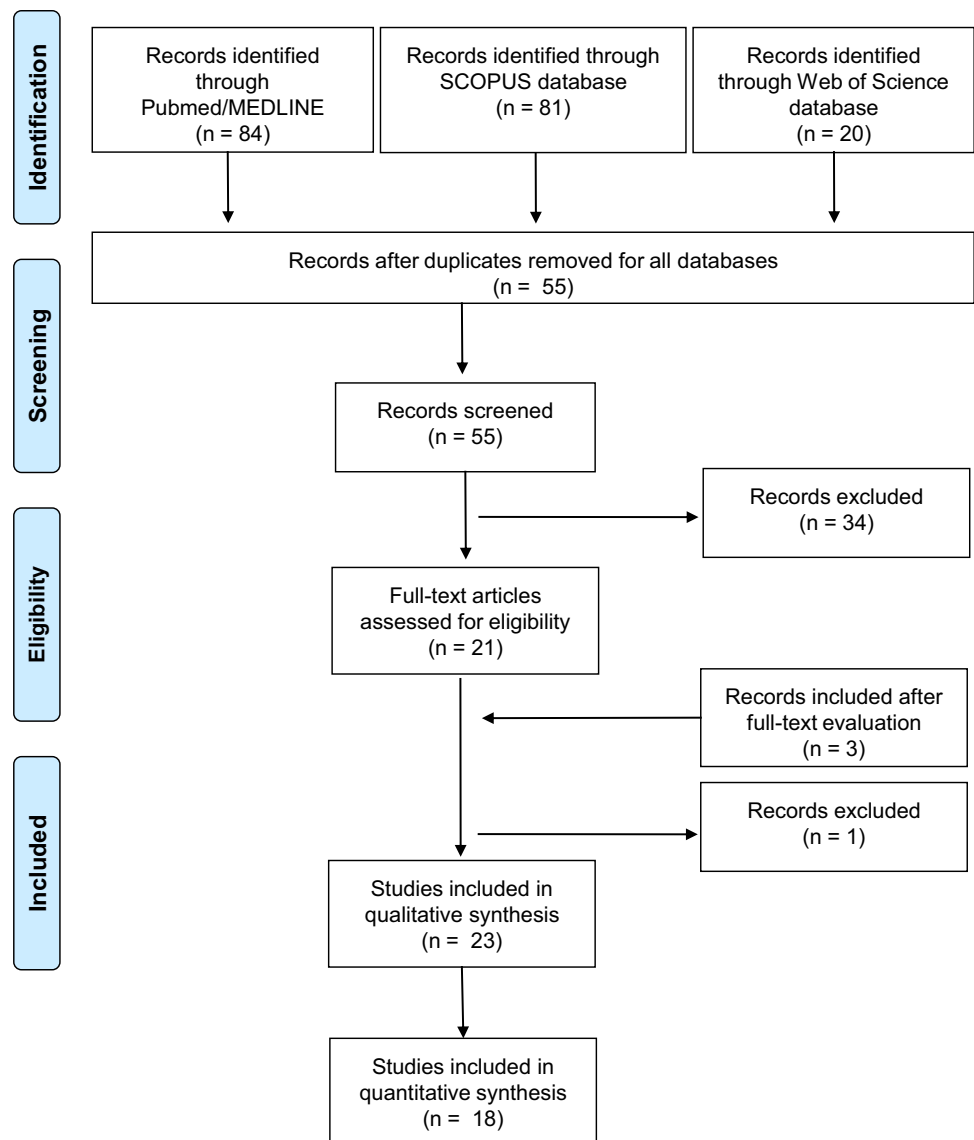 Identification
Records identified
through
Pubmed/MEDLINE
(n = 84)
Records identified through
SCOPUS database
(n = 81)
Records identified
through Web of Science
database
(n = 20)
Screening
Records after duplicates removed for all databases
(n = 55)
Records screened
(n = 55)
Records excluded
(n = 34)
Eligibility
Full-text articles
assessed for eligibility
(n = 21)
Records included after
full-text evaluation
(n = 3)
Included
Records excluded
(n = 1)
Studies included in
qualitative synthesis
(n = 23)
Studies included in
quantitative synthesis
(n = 18)